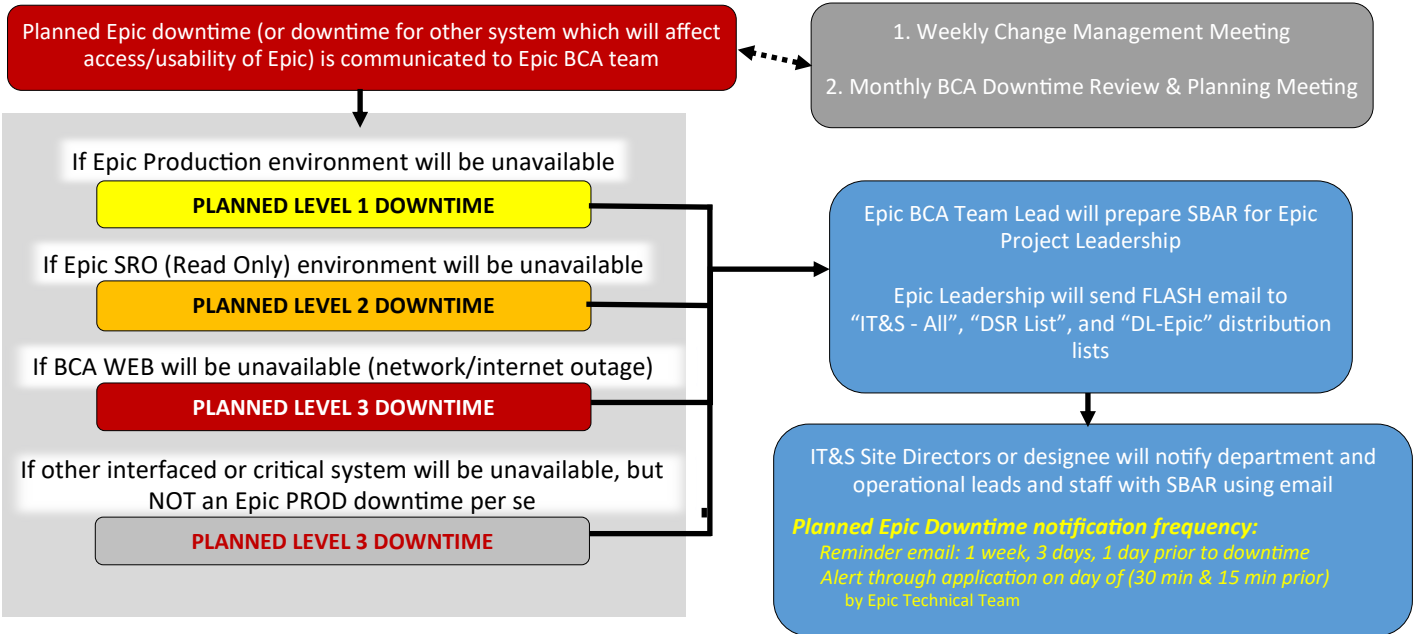 Planned Epic downtime (or downtime for other system which will affect
access/usability of Epic) is communicated to Epic BCA team
1. Weekly Change Management Meeting
2. Monthly BCA Downtime Review & Planning Meeting
If Epic Production environment will be unavailable
PLANNED LEVEL 1 DOWNTIME
If Epic SRO (Read Only) environment will be unavailable
PLANNED LEVEL 2 DOWNTIME
If BCA WEB will be unavailable (network/internet outage)
PLANNED LEVEL 3 DOWNTIME
If other interfaced or critical system will be unavailable, but
NOT an Epic PROD downtime per se
PLANNED LEVEL 3 DOWNTIME
Epic BCA Team Lead will prepare SBAR for Epic
Project Leadership
Epic Leadership will send FLASH email to
“IT&S - All”, “DSR List”, and “DL-Epic” distribution
lists
IT&S Site Directors or designee will notify department and
operational leads and staff with SBAR using email
Planned Epic Downtime notification frequency:
Reminder email: 1 week, 3 days, 1 day prior to downtime
Alert through application on day of (30 min & 15 min prior)
by Epic Technical Team